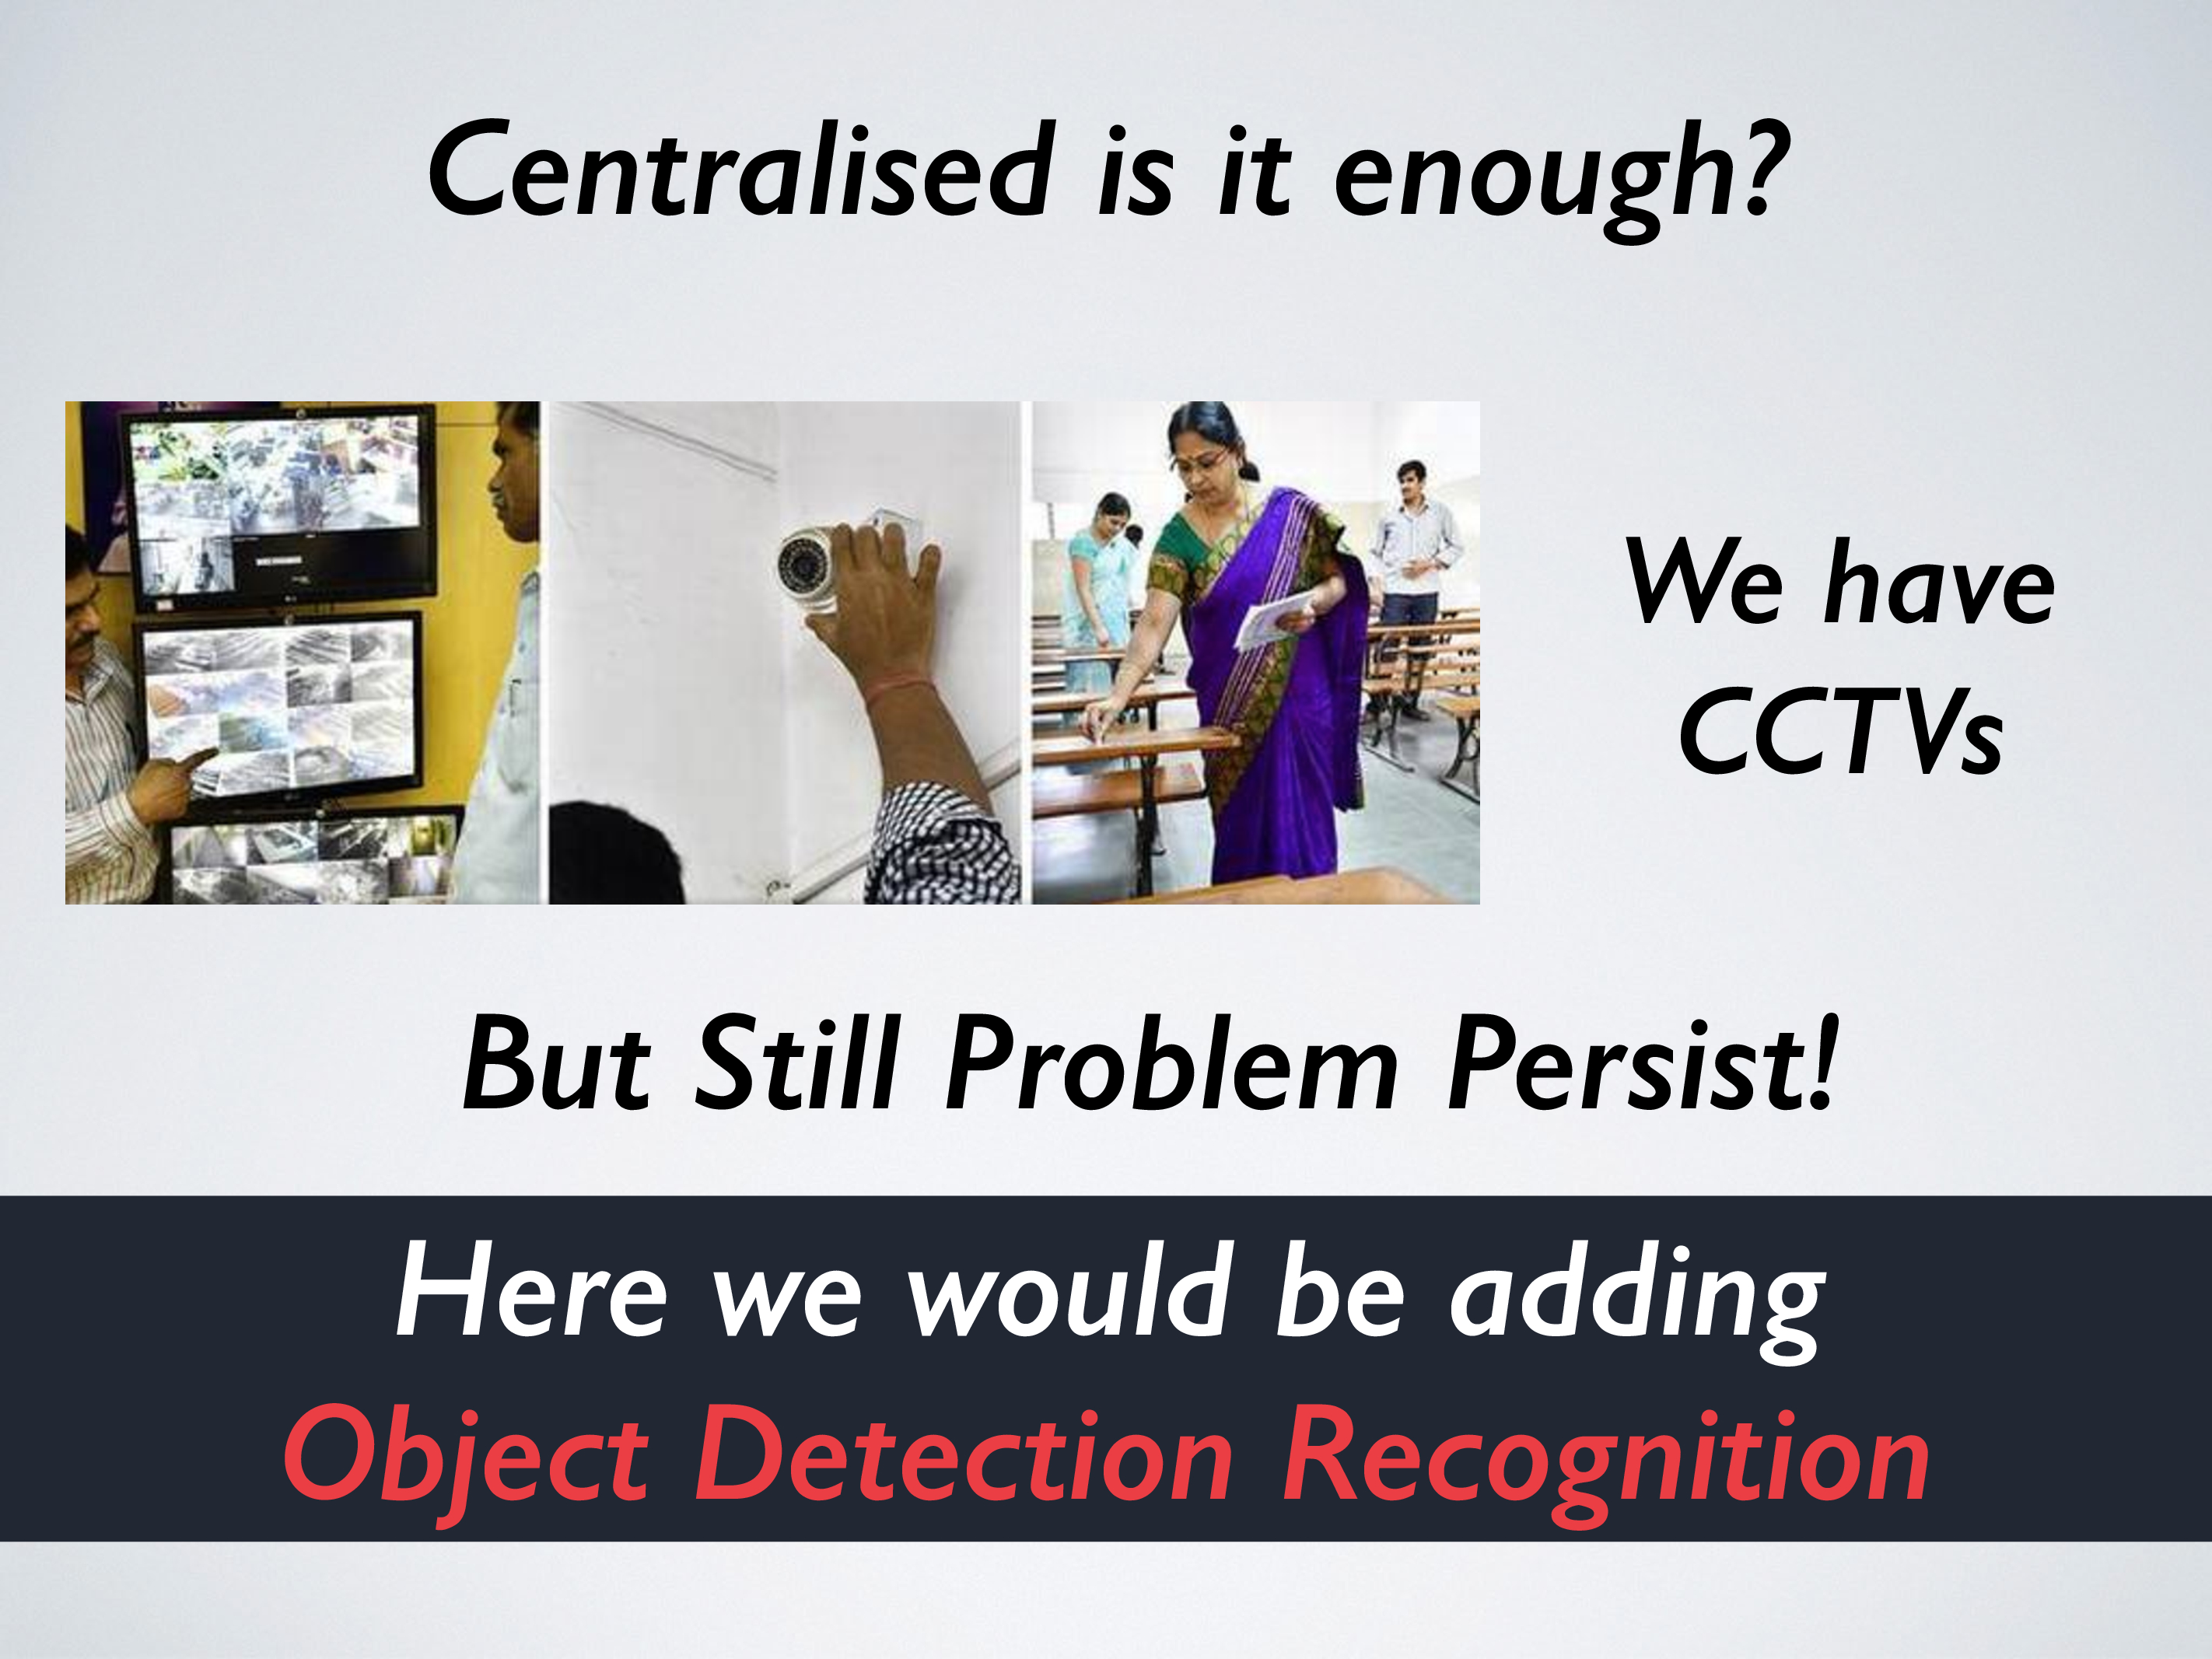 Centralised is it enough?
We have
CCTVs
But Still Problem Persist!
Here we would be adding
Object Detection Recognition